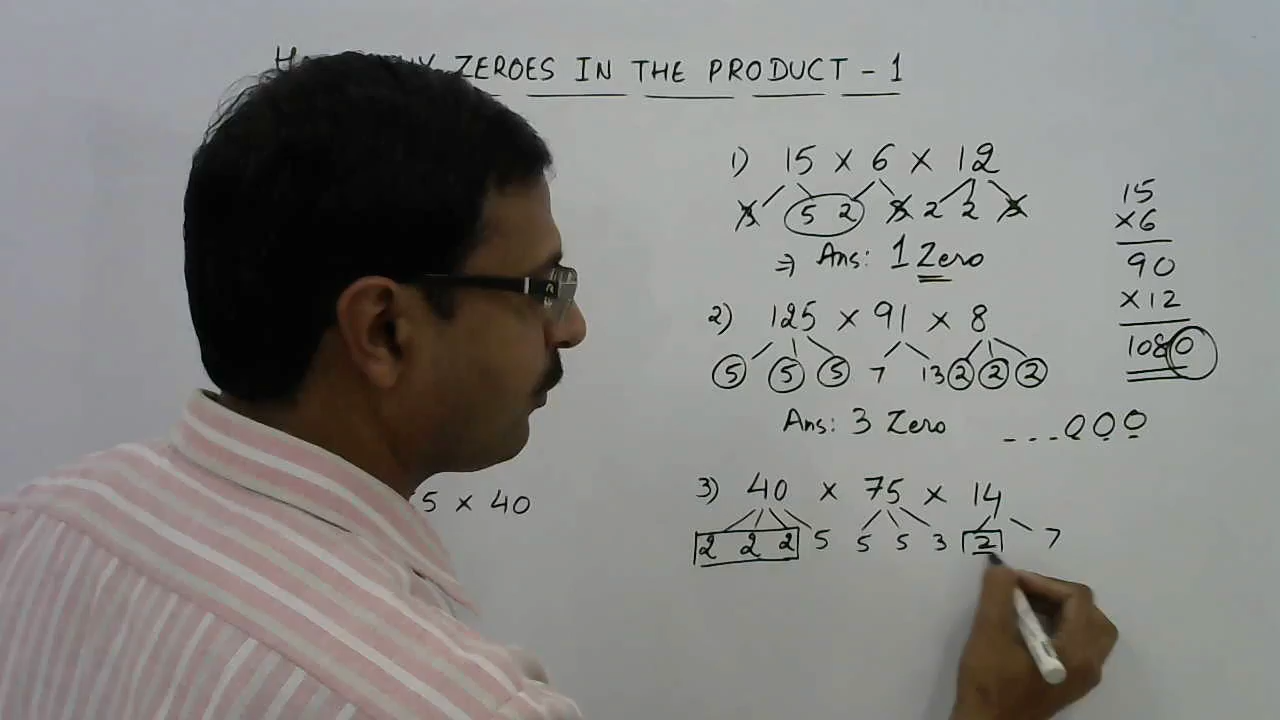 ZEROES IN THE PRODUCT - 1
1) 15 × 6 × 12
3 5 2 3 2 2 3
⇒ Ans: 1 Zero
2) 125 × 91 × 8
5 5 5 7 13 2 2 2
Ans: 3 Zero ---000
3) 40 × 75 × 14
2 2 2 5 5 5 3 2 7
5 × 40
15
×6
90
×12
1080